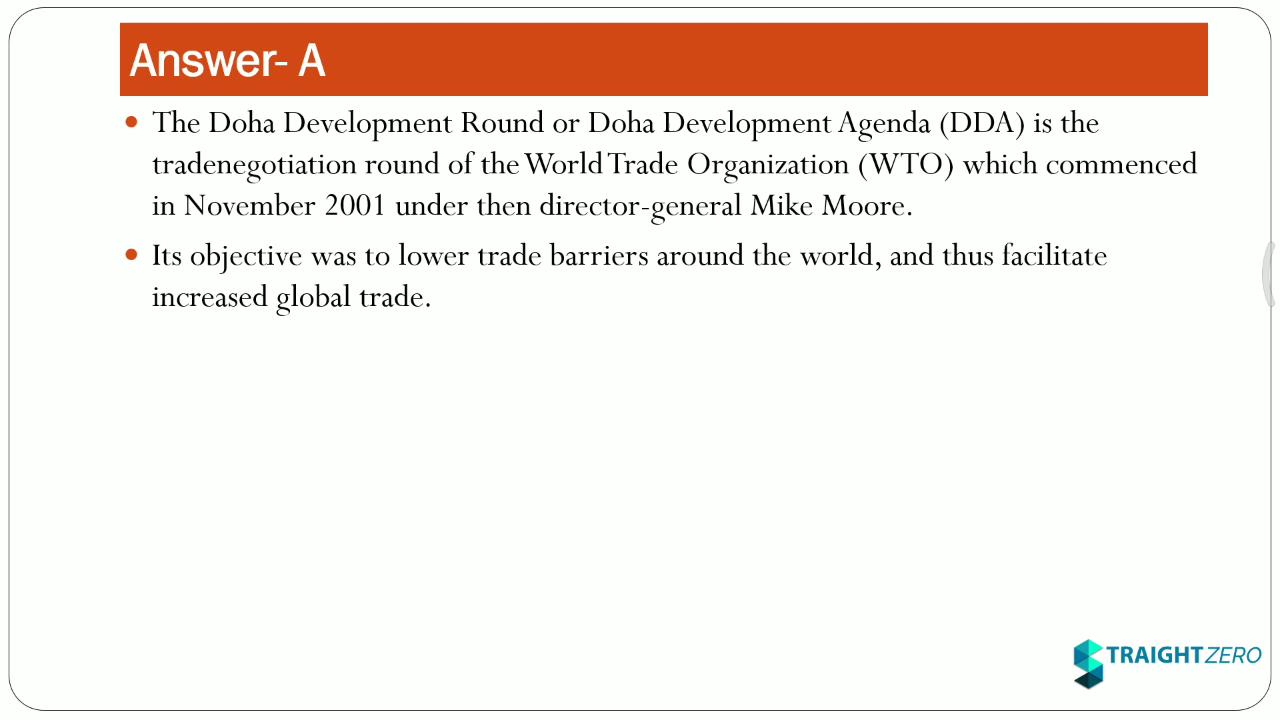 Answer- A
The Doha Development Round or Doha Development Agenda (DDA) is the
tradenegotiation round of the World Trade Organization (WTO) which commenced
in November 2001 under then director-general Mike Moore.
Its objective was to lower trade barriers around the world, and thus facilitate
increased global trade.
STRAIGHTZERO